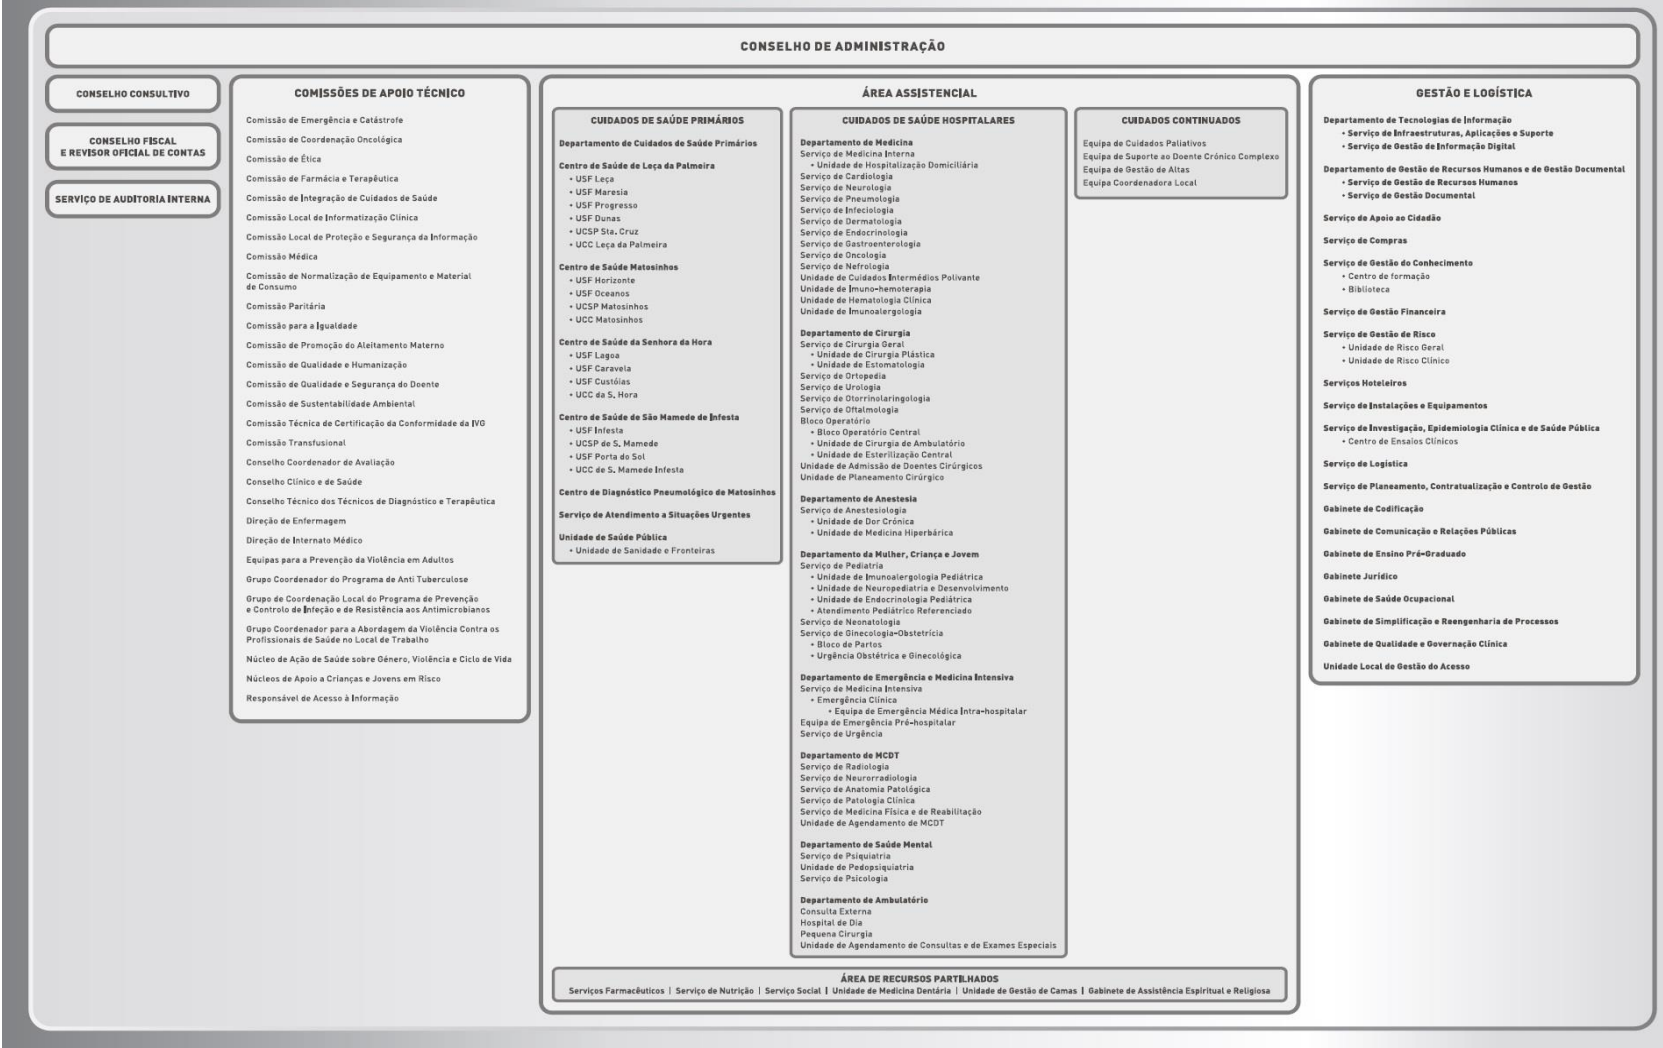 CONSELHO DE ADMINISTRAÇÃO
CONSELHO CONSULTIVO
CONSELHO FISCAL
E REVISOR OFICIAL DE CONTAS
SERVIÇO DE AUDITORIA INTERNA
COMISSÕES DE APOIO TÉCNICO
Comissão de Emergência e Catástrofe
Comissão de Coordenação Oncológica
Comissão de Ética
Comissão de Farmácia e Terapêutica
Comissão de Integração de Cuidados de Saúde
Comissão Local de Informatização Clínica
Comissão Local de Proteção e Segurança da Informação
Comissão Médica
Comissão de Normalização de Equipamento e Material
de Consumo
Comissão Paritária
Comissão para a Igualdade
Comissão de Promoção do Aleitamento Materno
Comissão de Qualidade e Humanização
Comissão de Qualidade e Segurança do Doente
Comissão de Sustentabilidade Ambiental
Comissão Técnica de Certificação da Conformidade da IVG
Comissão Transfusional
Conselho Coordenador de Avaliação
Conselho Clínico e de Saúde
Conselho Técnico dos Técnicos de Diagnóstico e Terapêutica
Direção de Enfermagem
Direção de Internato Médico
Equipas para a Prevenção da Violência em Adultos
Grupo Coordenador do Programa de Anti Tuberculose
Grupo de Coordenação Local do Programa de Prevenção
e Controlo de Infeção e de Resistência aos Antimicrobianos
Grupo Coordenador para a Abordagem da Violência Contra os
Profissionais de Saúde no Local de Trabalho
Núcleo de Ação de Saúde sobre Género, Violência e Ciclo de Vida
Núcleos de Apoio a Crianças e Jovens em Risco
Responsável de Acesso à Informação
ÁREA ASSISTENCIAL
CUIDADOS DE SAÚDE PRIMÁRIOS
Departamento de Cuidados de Saúde Primários
Centro de Saúde de Leça da Palmeira
• USF Leça
• USF Maresia
• USF Progresso
• USF Dunas
• UCSP Sta. Cruz
• UCC Leça da Palmeira
Centro de Saúde Matosinhos
• USF Horizonte
• USF Oceanos
• UCSP Matosinhos
• UCC Matosinhos
Centro de Saúde da Senhora da Hora
• USF Lagoa
• USF Caravela
• USF Custóias
• UCC da S. Hora
Centro de Saúde de São Mamede de Infesta
• USF Infesta
• UCSP de S. Mamede
• USF Porta do Sol
• UCC de S. Mamede Infesta
Centro de Diagnóstico Pneumológico de Matosinhos
Serviço de Atendimento a Situações Urgentes
Unidade de Saúde Pública
• Unidade de Sanidade e Fronteiras
CUIDADOS DE SAÚDE HOSPITALARES
Departamento de Medicina
Serviço de Medicina Interna
• Unidade de Hospitalização Domiciliária
Serviço de Cardiologia
Serviço de Neurologia
Serviço de Pneumologia
Serviço de Infeciologia
Serviço de Dermatologia
Serviço de Endocrinologia
Serviço de Gastroenterologia
Serviço de Oncologia
Serviço de Nefrologia
Unidade de Cuidados Intermédios Polivante
Unidade de Imuno-hemoterapia
Unidade de Hematologia Clínica
Unidade de Imunoalergologia
Departamento de Cirurgia
Serviço de Cirurgia Geral
• Unidade de Cirurgia Plástica
• Unidade de Estomatologia
Serviço de Ortopedia
Serviço de Urologia
Serviço de Otorrinolaringologia
Serviço de Oftalmologia
Bloco Operatório
• Bloco Operatório Central
• Unidade de Cirurgia de Ambulatório
• Unidade de Esterilização Central
Unidade de Admissão de Doentes Cirúrgicos
Unidade de Planeamento Cirúrgico
Departamento de Anestesia
Serviço de Anestesiologia
• Unidade de Dor Crónica
• Unidade de Medicina Hiperbárica
Departamento da Mulher, Criança e Jovem
Serviço de Pediatria
• Unidade de Imunoalergologia Pediátrica
• Unidade de Neuropediatria e Desenvolvimento
• Unidade de Endocrinologia Pediátrica
• Atendimento Pediátrico Referenciado
Serviço de Neonatologia
Serviço de Ginecologia-Obstetrícia
• Bloco de Partos
• Urgência Obstétrica e Ginecológica
Departamento de Emergência e Medicina Intensiva
Serviço de Medicina Intensiva
• Emergência Clínica
• Equipa de Emergência Médica Intra-hospitalar
Equipa de Emergência Pré-hospitalar
Serviço de Urgência
Departamento de MCDT
Serviço de Radiologia
Serviço de Neurorradiologia
Serviço de Anatomia Patológica
Serviço de Patologia Clínica
Serviço de Medicina Física e de Reabilitação
Unidade de Agendamento de MCDT
Departamento de Saúde Mental
Serviço de Psiquiatria
Unidade de Pedopsiquiatria
Serviço de Psicologia
Departamento de Ambulatório
Consulta Externa
Hospital de Dia
Pequena Cirurgia
Unidade de Agendamento de Consultas e de Exames Especiais
CUIDADOS CONTINUADOS
Equipa de Cuidados Paliativos
Equipa de Suporte ao Doente Crónico Complexo
Equipa de Gestão de Altas
Equipa Coordenadora Local
ÁREA DE RECURSOS PARTILHADOS
Serviços Farmacêuticos | Serviço de Nutrição | Serviço Social | Unidade de Medicina Dentária | Unidade de Gestão de Camas | Gabinete de Assistência Espiritual e Religiosa
GESTÃO E LOGÍSTICA
Departamento de Tecnologias de Informação
• Serviço de Infraestruturas, Aplicações e Suporte
• Serviço de Gestão de Informação Digital
Departamento de Gestão de Recursos Humanos e de Gestão Documental
• Serviço de Gestão de Recursos Humanos
• Serviço de Gestão Documental
Serviço de Apoio ao Cidadão
Serviço de Compras
Serviço de Gestão do Conhecimento
• Centro de formação
• Biblioteca
Serviço de Gestão Financeira
Serviço de Gestão de Risco
• Unidade de Risco Geral
• Unidade de Risco Clínico
Serviços Hoteleiros
Serviço de Instalações e Equipamentos
Serviço de Investigação, Epidemiologia Clínica e de Saúde Pública
• Centro de Ensaios Clínicos
Serviço de Logística
Serviço de Planeamento, Contratualização e Controlo de Gestão
Gabinete de Codificação
Gabinete de Comunicação e Relações Públicas
Gabinete de Ensino Pré-Graduado
Gabinete Jurídico
Gabinete de Saúde Ocupacional
Gabinete de Simplificação e Reengenharia de Processos
Gabinete de Qualidade e Governação Clínica
Unidade Local de Gestão do Acesso